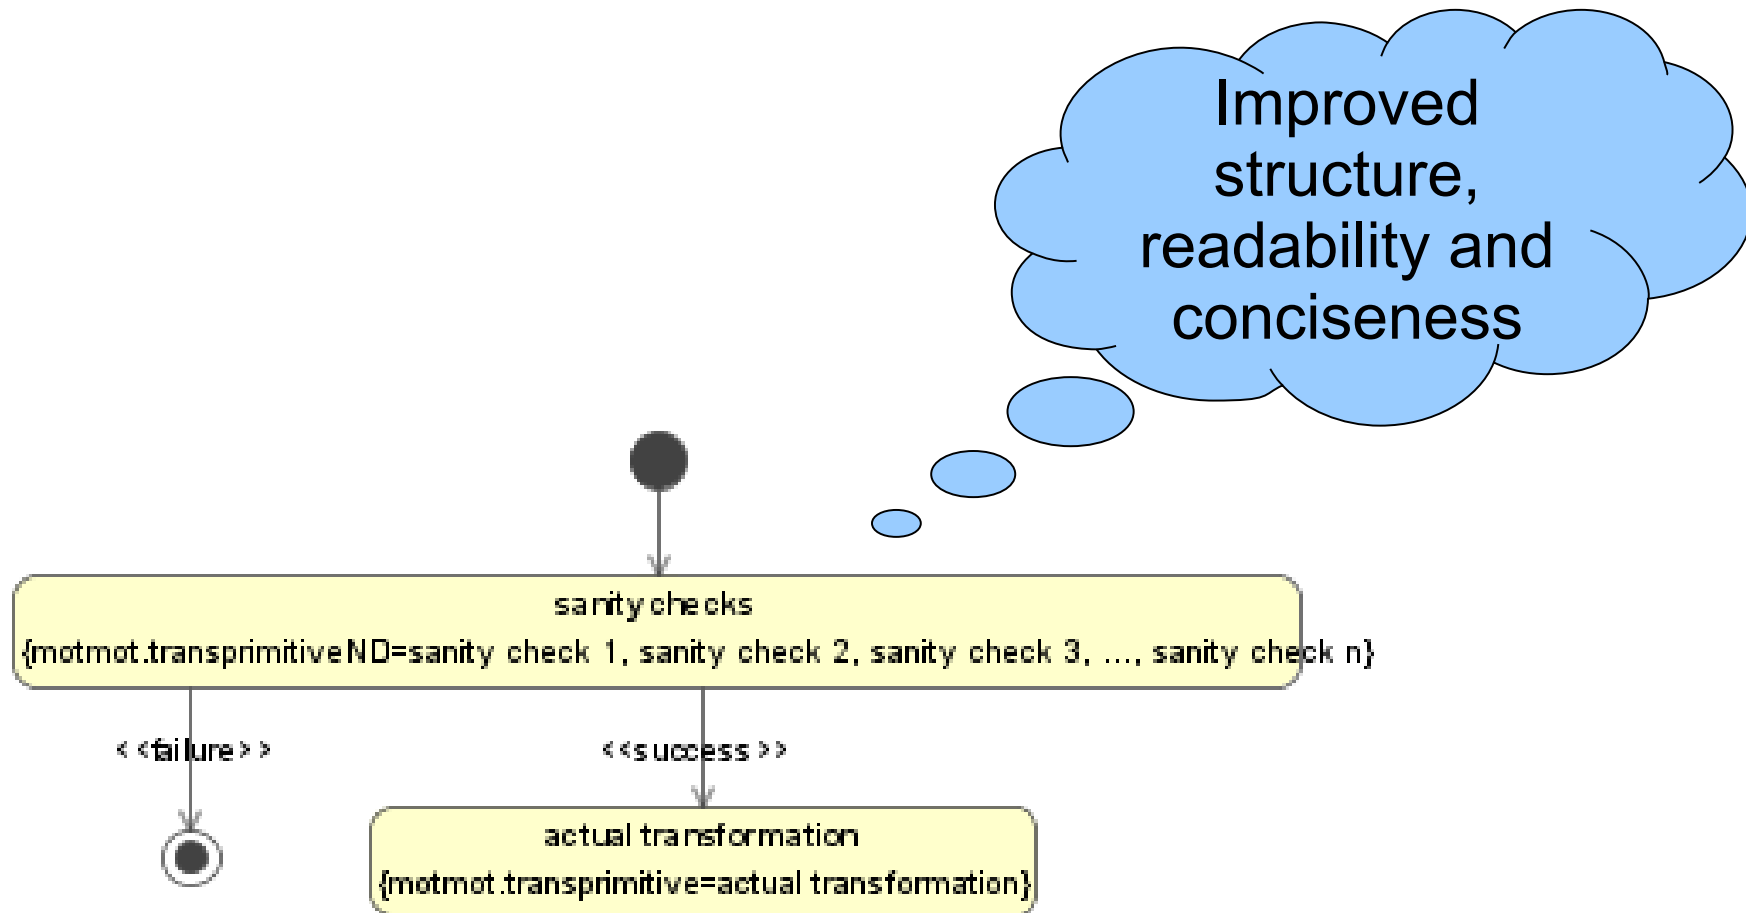 Improved
structure,
readability and
conciseness
sanity checks
{motmot.transprimitiveND=sanity check 1, sanity check 2, sanity check 3, ..., sanity check n}
<<failure>>
<<success>>
actual transformation
{motmot.transprimitive=actual transformation}